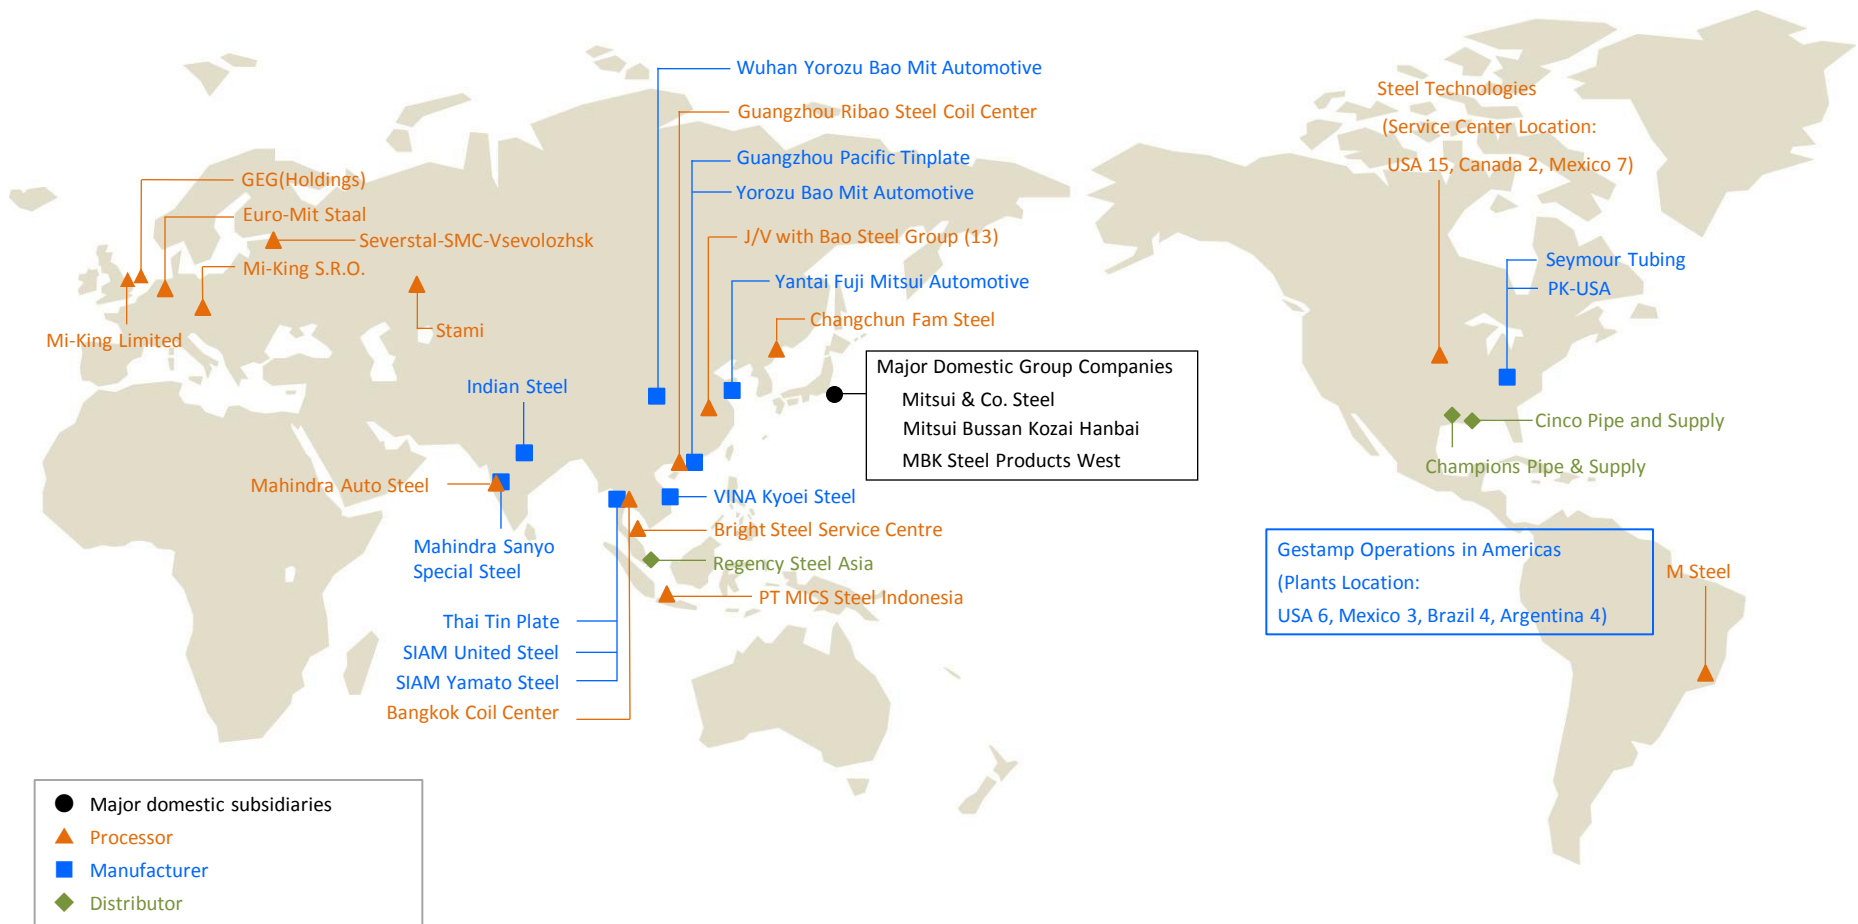 Wuhan Yorozu Bao Mit Automotive
Guangzhou Ribao Steel Coil Center
Guangzhou Pacific Tinplate
Yorozu Bao Mit Automotive
J/V with Bao Steel Group (13)
Yantai Fuji Mitsui Automotive
Changchun Fam Steel
GEG(Holdings)
Euro-Mit Staal
Severstal-SMC-Vsevolozhsk
Mi-King S.R.O.
Mi-King Limited
Stami
Indian Steel
Mahindra Auto Steel
Mahindra Sanyo
Special Steel
Thai Tin Plate
SIAM United Steel
SIAM Yamato Steel
Bangkok Coil Center
Major Domestic Group Companies
Mitsui & Co. Steel
Mitsui Bussan Kozai Hanbai
MBK Steel Products West
VINA Kyoei Steel
Bright Steel Service Centre
Regency Steel Asia
PT MICS Steel Indonesia
Steel Technologies
(Service Center Location:
USA 15, Canada 2, Mexico 7)
Seymour Tubing
PK-USA
Cinco Pipe and Supply
Champions Pipe & Supply
Gestamp Operations in Americas
(Plants Location:
USA 6, Mexico 3, Brazil 4, Argentina 4)
M Steel
Major domestic subsidiaries
Processor
Manufacturer
Distributor